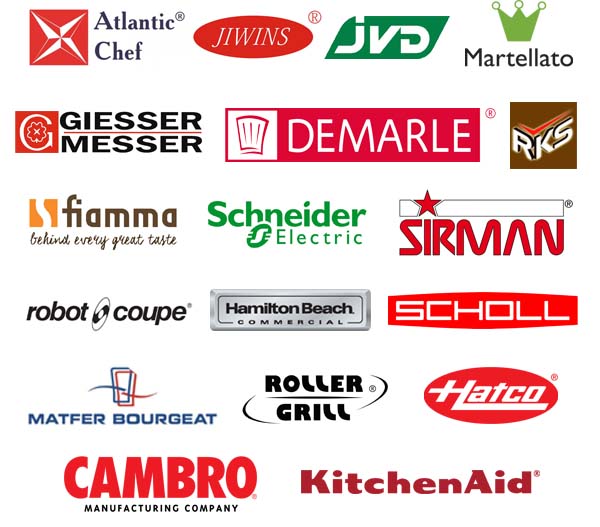 Atlantic®
Chef
JIWINS®
JVD
Martellato
G GIESSER
MESSER
DEMARLE®
RKS
fiamma
behind every great taste
Schneider
Electric
SIRMAN®
robot coupe®
Hamilton Beach
COMMERCIAL
SCHOLL
MATFER BOURGEAT
ROLLER®
GRILL
Hatco®
CAMBRO®
MANUFACTURING COMPANY
KitchenAid®